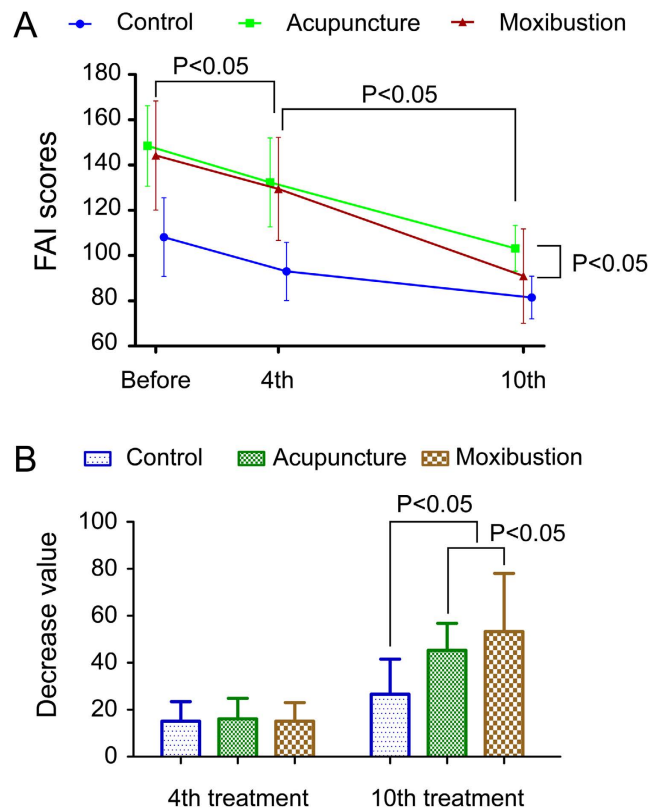 A
Control Acupuncture Moxibustion
180
160
140
120
100
80
60
FAI scores
P<0.05
P<0.05
P<0.05
Before 4th 10th
B
Control Acupuncture Moxibustion
100
80
60
40
20
0
Decrease value
P<0.05
P<0.05
4th treatment 10th treatment